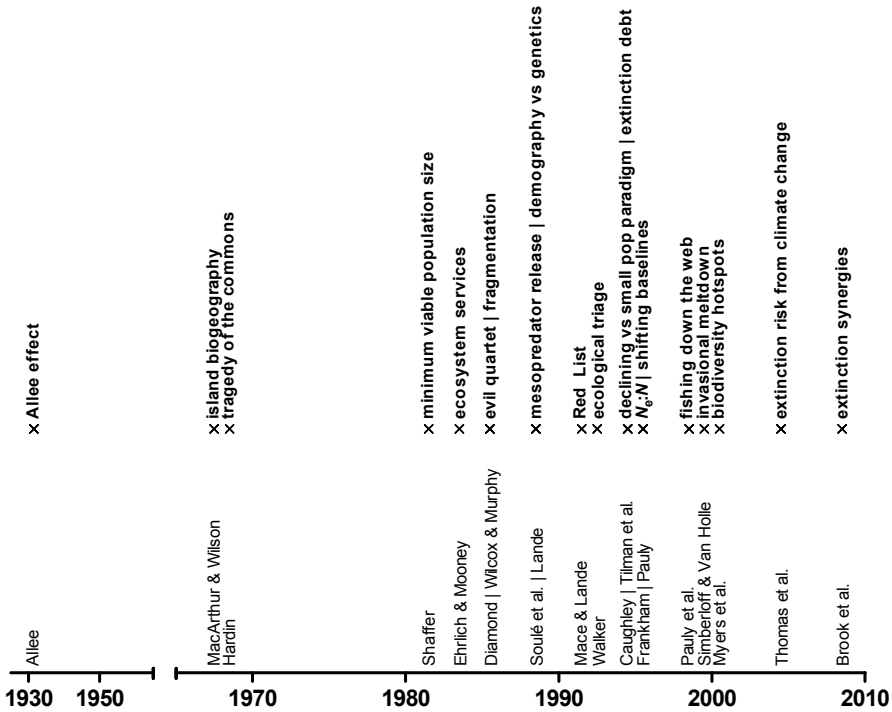 Allee effect
island biogeography
tragedy of the commons
minimum viable population size
ecosystem services
evil quartet | fragmentation
mesopredator release | demography vs genetics
Red List
ecological triage
declining vs small pop paradigm | extinction debt
Ne:N | shifting baselines
fishing down the web
invasional meltdown
biodiversity hotspots
extinction risk from climate change
extinction synergies
Allee
MacArthur & Wilson
Hardin
Shaffer
Ehrlich & Mooney
Diamond | Wilcox & Murphy
Soulé et al. | Lande
Mace & Lande
Walker
Caughley | Tilman et al.
Frankham | Pauly
Pauly et al.
Simberloff & Van Holle
Myers et al.
Thomas et al.
Brook et al.
1930 1950 1970 1980 1990 2000 2010